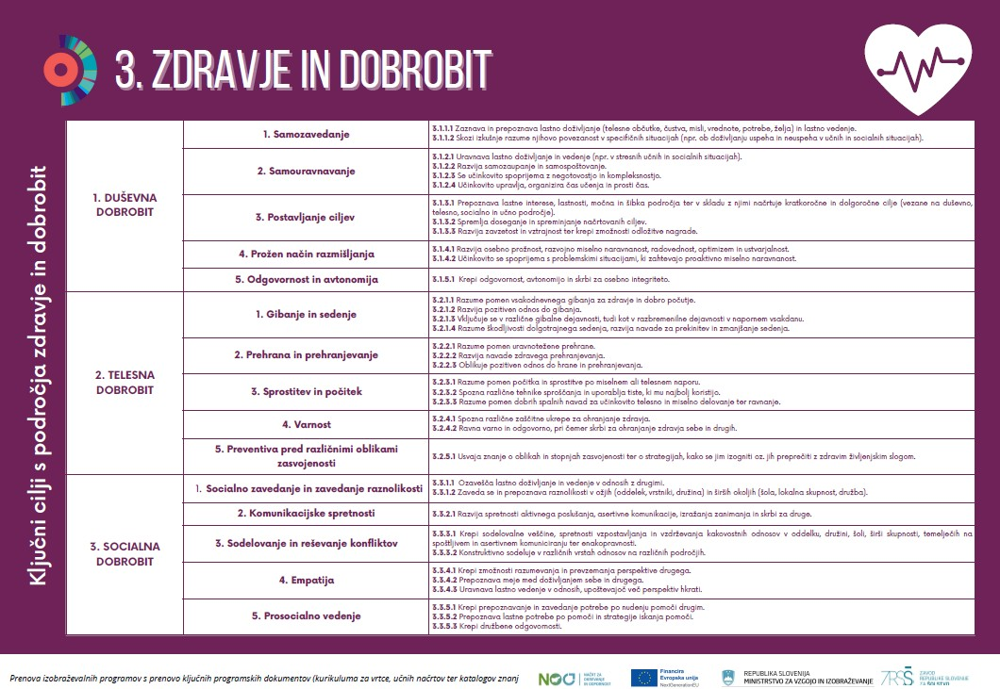 3. ZDRAVJE IN DOBROBIT
Ključni cilji s področja zdravje in dobrobit
1. DUŠEVNA
DOBROBIT
1. Samozavedanje
3.1.1.1 Zaznava in prepoznava lastno doživljanje (telesne občutke, čustva, misli, vrednote, potrebe, želja) in lastno vedenje.
3.1.1.2 Skozi izkušnje razume njihovo povezanost v specifičnih situacijah (npr. ob doživljanju uspeha in neuspeha v učnih in socialnih situacijah).
2. Samouravnavanje
3.1.2.1 Uravnava lastno doživljanje in vedenje (npr. v stresnih učnih in socialnih situacijah).
3.1.2.2 Razvija samozaupanje in samospoštovanje.
3.1.2.3 Se učinkovito spoprijema z negotovostjo in kompleksnostjo.
3.1.2.4 Učinkovito upravlja, organizira čas učenja in prosti čas.
3. Postavljanje ciljev
3.1.3.1 Prepoznava lastne interese, lastnosti, močna in šibka področja ter v skladu z njimi načrtuje kratkoročne in dolgoročne cilje (vezane na duševno,
telesno, socialno in učno področje).
3.1.3.2 Spremlja doseganje in spreminjanje načrtovanih ciljev.
3.1.3.3 Razvija zavzetost in vztrajnost ter krepi zmožnosti odložitve nagrade.
4. Prožen način razmišljanja
3.1.4.1 Razvija osebno prožnost, razvojno miselno naravnanost, radovednost, optimizem in ustvarjalnost.
3.1.4.2 Učinkovito se spoprijema s problemskimi situacijami, ki zahtevajo proaktivno miselno naravnanost.
5. Odgovornost in avtonomija
3.1.5.1 Krepi odgovornost, avtonomijo in skrbi za osebno integriteto.
2. TELESNA
DOBROBIT
1. Gibanje in sedenje
3.2.1.1 Razume pomen vsakodnevnega gibanja za zdravje in dobro počutje.
3.2.1.2 Razvija pozitiven odnos do gibanja.
3.2.1.3 Vključuje se v različne gibalne dejavnosti, tudi kot v razbremenilne dejavnosti v napornem vsakdanu.
3.2.1.4 Razume škodljivosti dolgotrajnega sedenja, razvija navade za prekinitev in zmanjšanje sedenja.
2. Prehrana in prehranjevanje
3.2.2.1 Razume pomen uravnotežene prehrane.
3.2.2.2 Razvija navade zdravega prehranjevanja.
3.2.2.3 Oblikuje pozitiven odnos do hrane in prehranjevanja.
3. Sprostitev in počitek
3.2.3.1 Razume pomen počitka in sprostitve po miselnem ali telesnem naporu.
3.2.3.2 Spozna različne tehnike sproščanja in uporablja tiste, ki mu najbolj koristijo.
3.2.3.3 Razume pomen dobrih spalnih navad za učinkovito telesno in miselno delovanje ter ravnanje.
4. Varnost
3.2.4.1 Spozna različne zaščitne ukrepe za ohranjanje zdravja.
3.2.4.2 Ravna varno in odgovorno, pri čemer skrbi za ohranjanje zdravja sebe in drugih.
5. Preventiva pred različnimi oblikami
zasvojenosti
3.2.5.1 Usvaja znanje o oblikah in stopnjah zasvojenosti ter o strategijah, kako se jim izogniti oz. jih preprečiti z zdravim življenjskim slogom.
3. SOCIALNA
DOBROBIT
1. Socialno zavedanje in zavedanje raznolikosti
3.3.1.1 Ozavešča lastno doživljanje in vedenje v odnosih z drugimi.
3.3.1.2 Zaveda se in prepoznava raznolikosti v ožjih (oddelek, vrstniki, družina) in širših okoljih (šola, lokalna skupnost, družba).
2. Komunikacijske spretnosti
3.3.2.1 Razvija spretnosti aktivnega poslušanja, asertivne komunikacije, izražanja zanimanja in skrbi za druge.
3. Sodelovanje in reševanje konfliktov
3.3.3.1 Krepi sodelovalne veščine, spretnosti vzpostavljanja in vzdrževanja kakovostnih odnosov v oddelku, družini, šoli, širši skupnosti, temelječih na
spoštljivem in asertivnem komuniciranju ter enakopravnosti.
3.3.3.2 Konstruktivno sodeluje v različnih vrstah odnosov na različnih področjih.
4. Empatija
3.3.4.1 Krepi zmožnosti razumevanja in prevzemanja perspektive drugega.
3.3.4.2 Prepoznava meje med doživljanjem sebe in drugega.
3.3.4.3 Uravnava lastno vedenje v odnosih, upoštevajoč več perspektiv hkrati.
5. Prosocialno vedenje
3.3.5.1 Krepi prepoznavanje in zavedanje potrebe po nudenju pomoči drugim.
3.3.5.2 Prepoznava lastne potrebe po pomoči in strategije iskanja pomoči.
3.3.5.3 Krepi družbene odgovornosti.
Prenova izobraževalnih programov s prenovo ključnih programskih dokumentov (kurikuluma za vrtce, učnih načrtov ter katalogov znanj
NOO NAČRT ZA
OKREVANJE
IN ODPORNOST
Financira
Evropska unija
NextGenerationEU
REPUBLIKA SLOVENIJA
MINISTRSTVO ZA VZGOJO IN IZOBRAŽEVANJE
ZRSŠ
ZAVOD
REPUBLIKE SLOVENIJE
ZA ŠOLSTVO